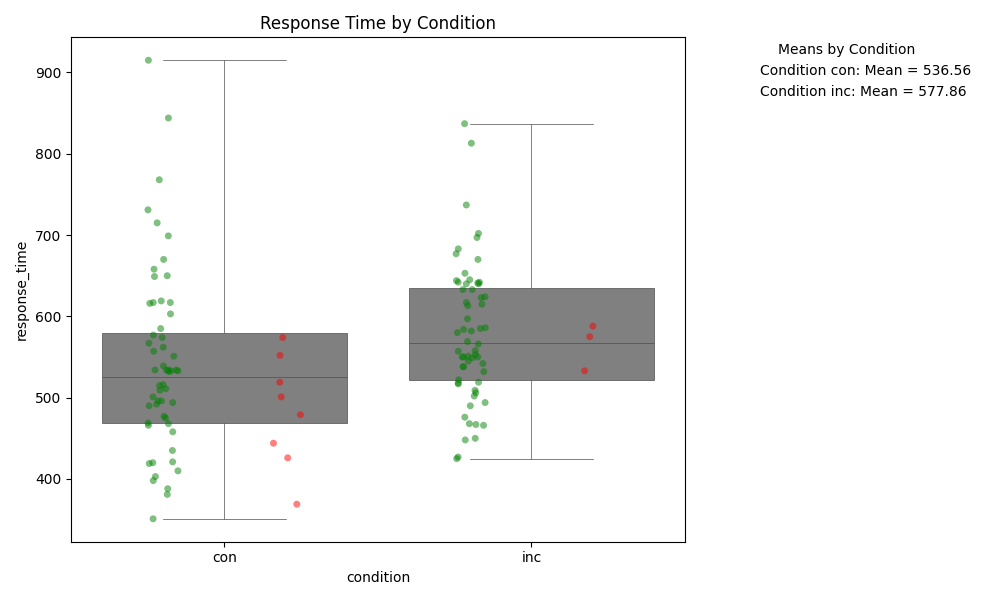 Response Time by Condition
Means by Condition
Condition con: Mean = 536.56
Condition inc: Mean = 577.86
900
800
700
600
500
400
response_time
con
inc
condition